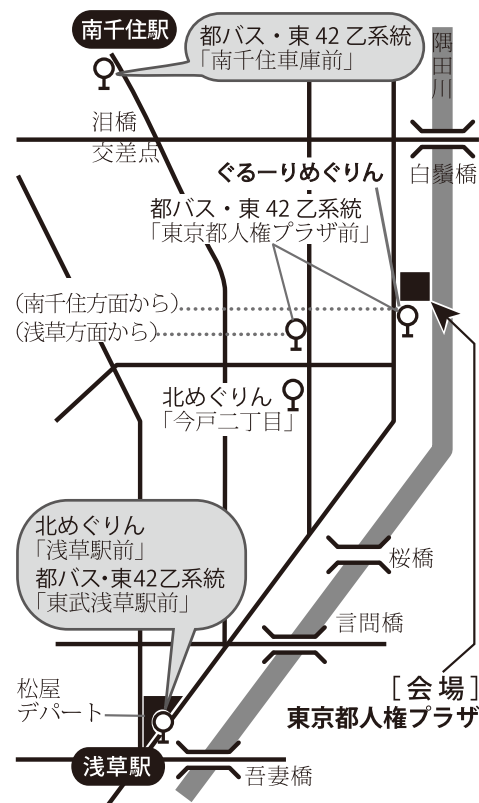 南千住駅
都バス・東 42 乙系統
「南千住車庫前」
隅田川
泪橋
交差点
白鬚橋
ぐるーりめぐりん
都バス・東 42 乙系統
「東京都人権プラザ前」
（南千住方面から）
（浅草方面から）
北めぐりん
「今戸二丁目」
北めぐりん
「浅草駅前」
都バス・東42乙系統
「東武浅草駅前」
桜橋
言問橋
松屋
デパート
［会場］
東京都人権プラザ
浅草駅
吾妻橋